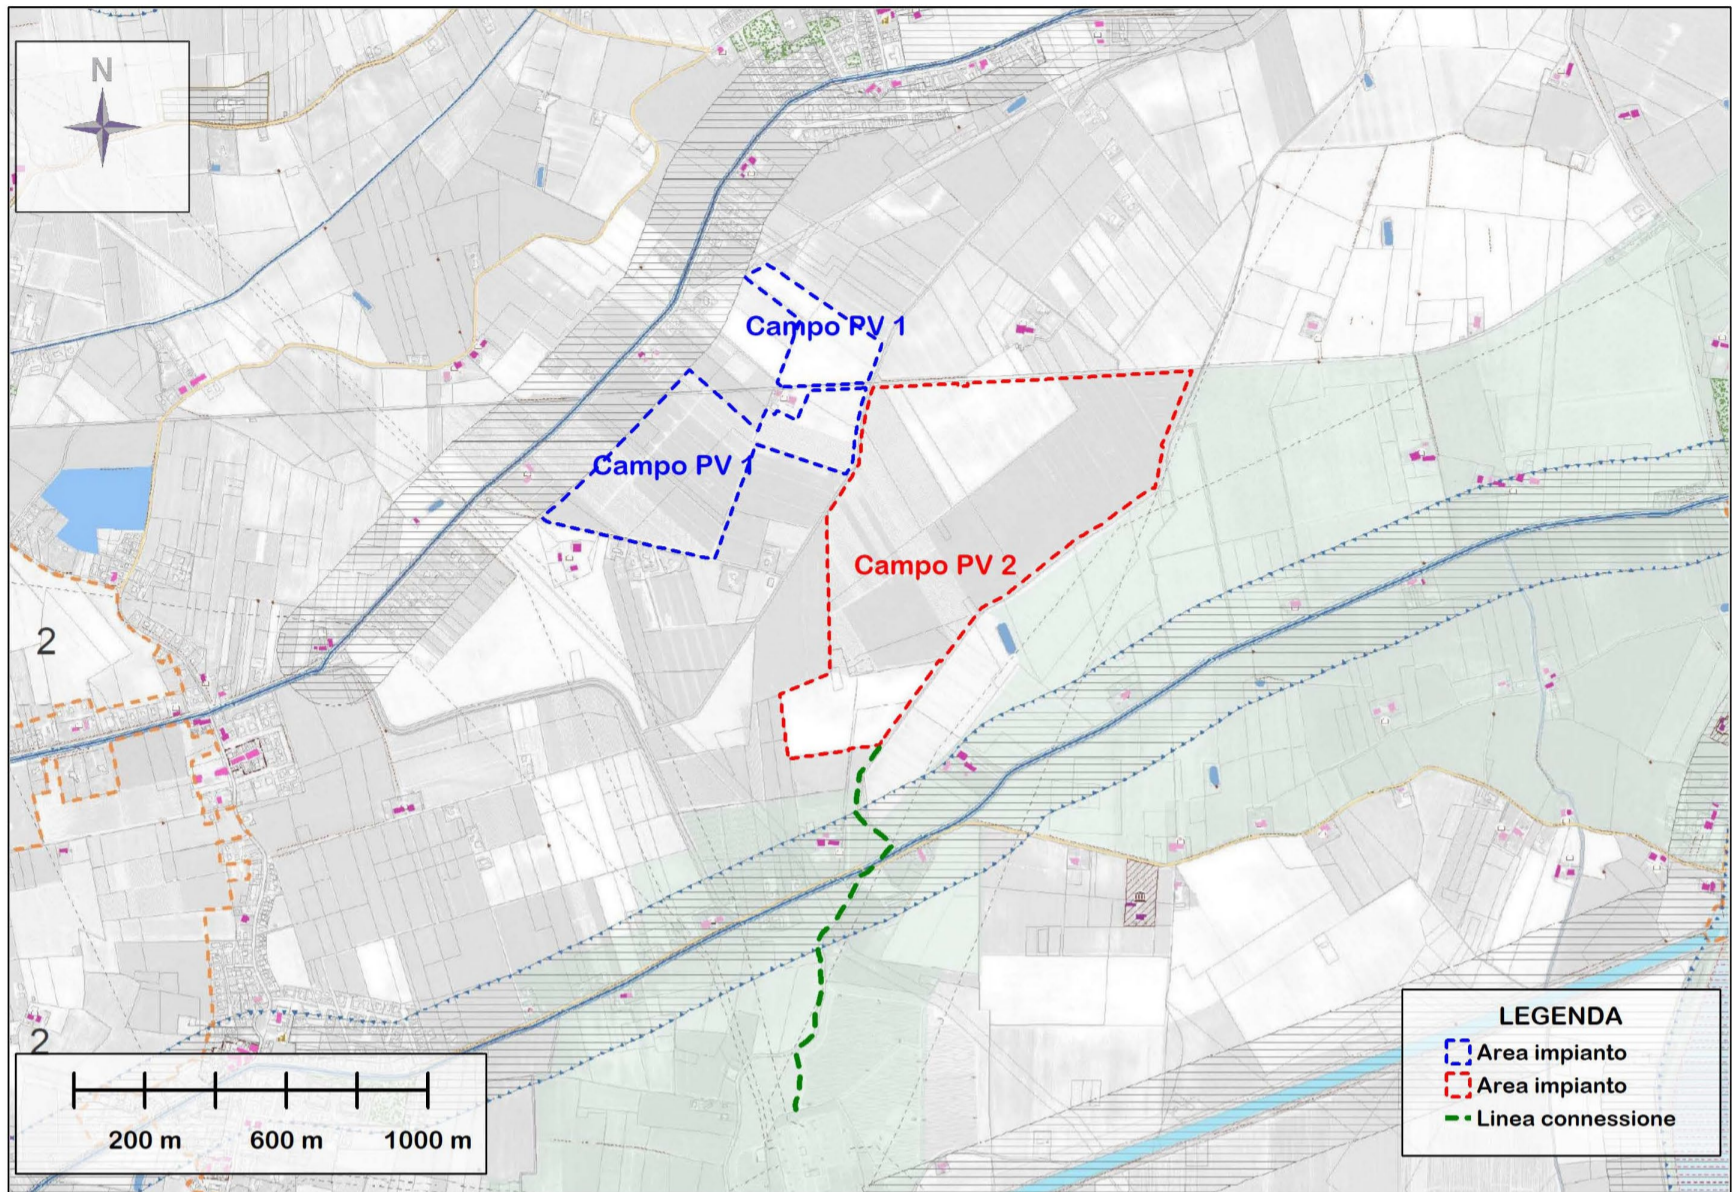 N
Campo PV 1
Campo PV 1
Campo PV 2
2
2
200 m
600 m
1000 m
LEGENDA
Area impianto
Area impianto
Linea connessione